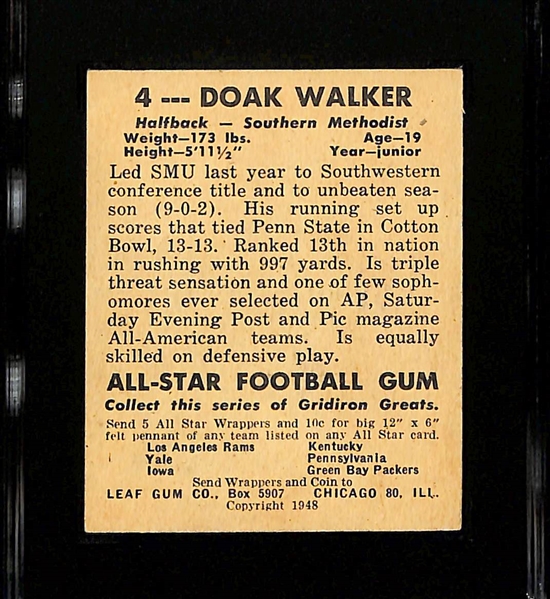 4 --- DOAK WALKER
Halfback — Southern Methodist
Weight—173 lbs. Age—19
Height—5'11½" Year—junior
Led SMU last year to Southwestern
conference title and to unbeaten sea-
son (9-0-2). His running set up
scores that tied Penn State in Cotton
Bowl, 13-13. Ranked 13th in nation
in rushing with 997 yards. Is triple
threat sensation and one of few soph-
omores ever selected on AP, Satur-
day Evening Post and Pic magazine
All-American teams. Is equally
skilled on defensive play.
ALL-STAR FOOTBALL GUM
Collect this series of Gridiron Greats.
Send 5 All Star Wrappers and 10c for big 12" x 6"
felt pennant of any team listed on any All Star card.
Los Angeles Rams Kentucky
Yale Pennsylvania
Iowa Green Bay Packers
Send Wrappers and Coin to
LEAF GUM CO., Box 5907 CHICAGO 80, ILL.
Copyright 1948